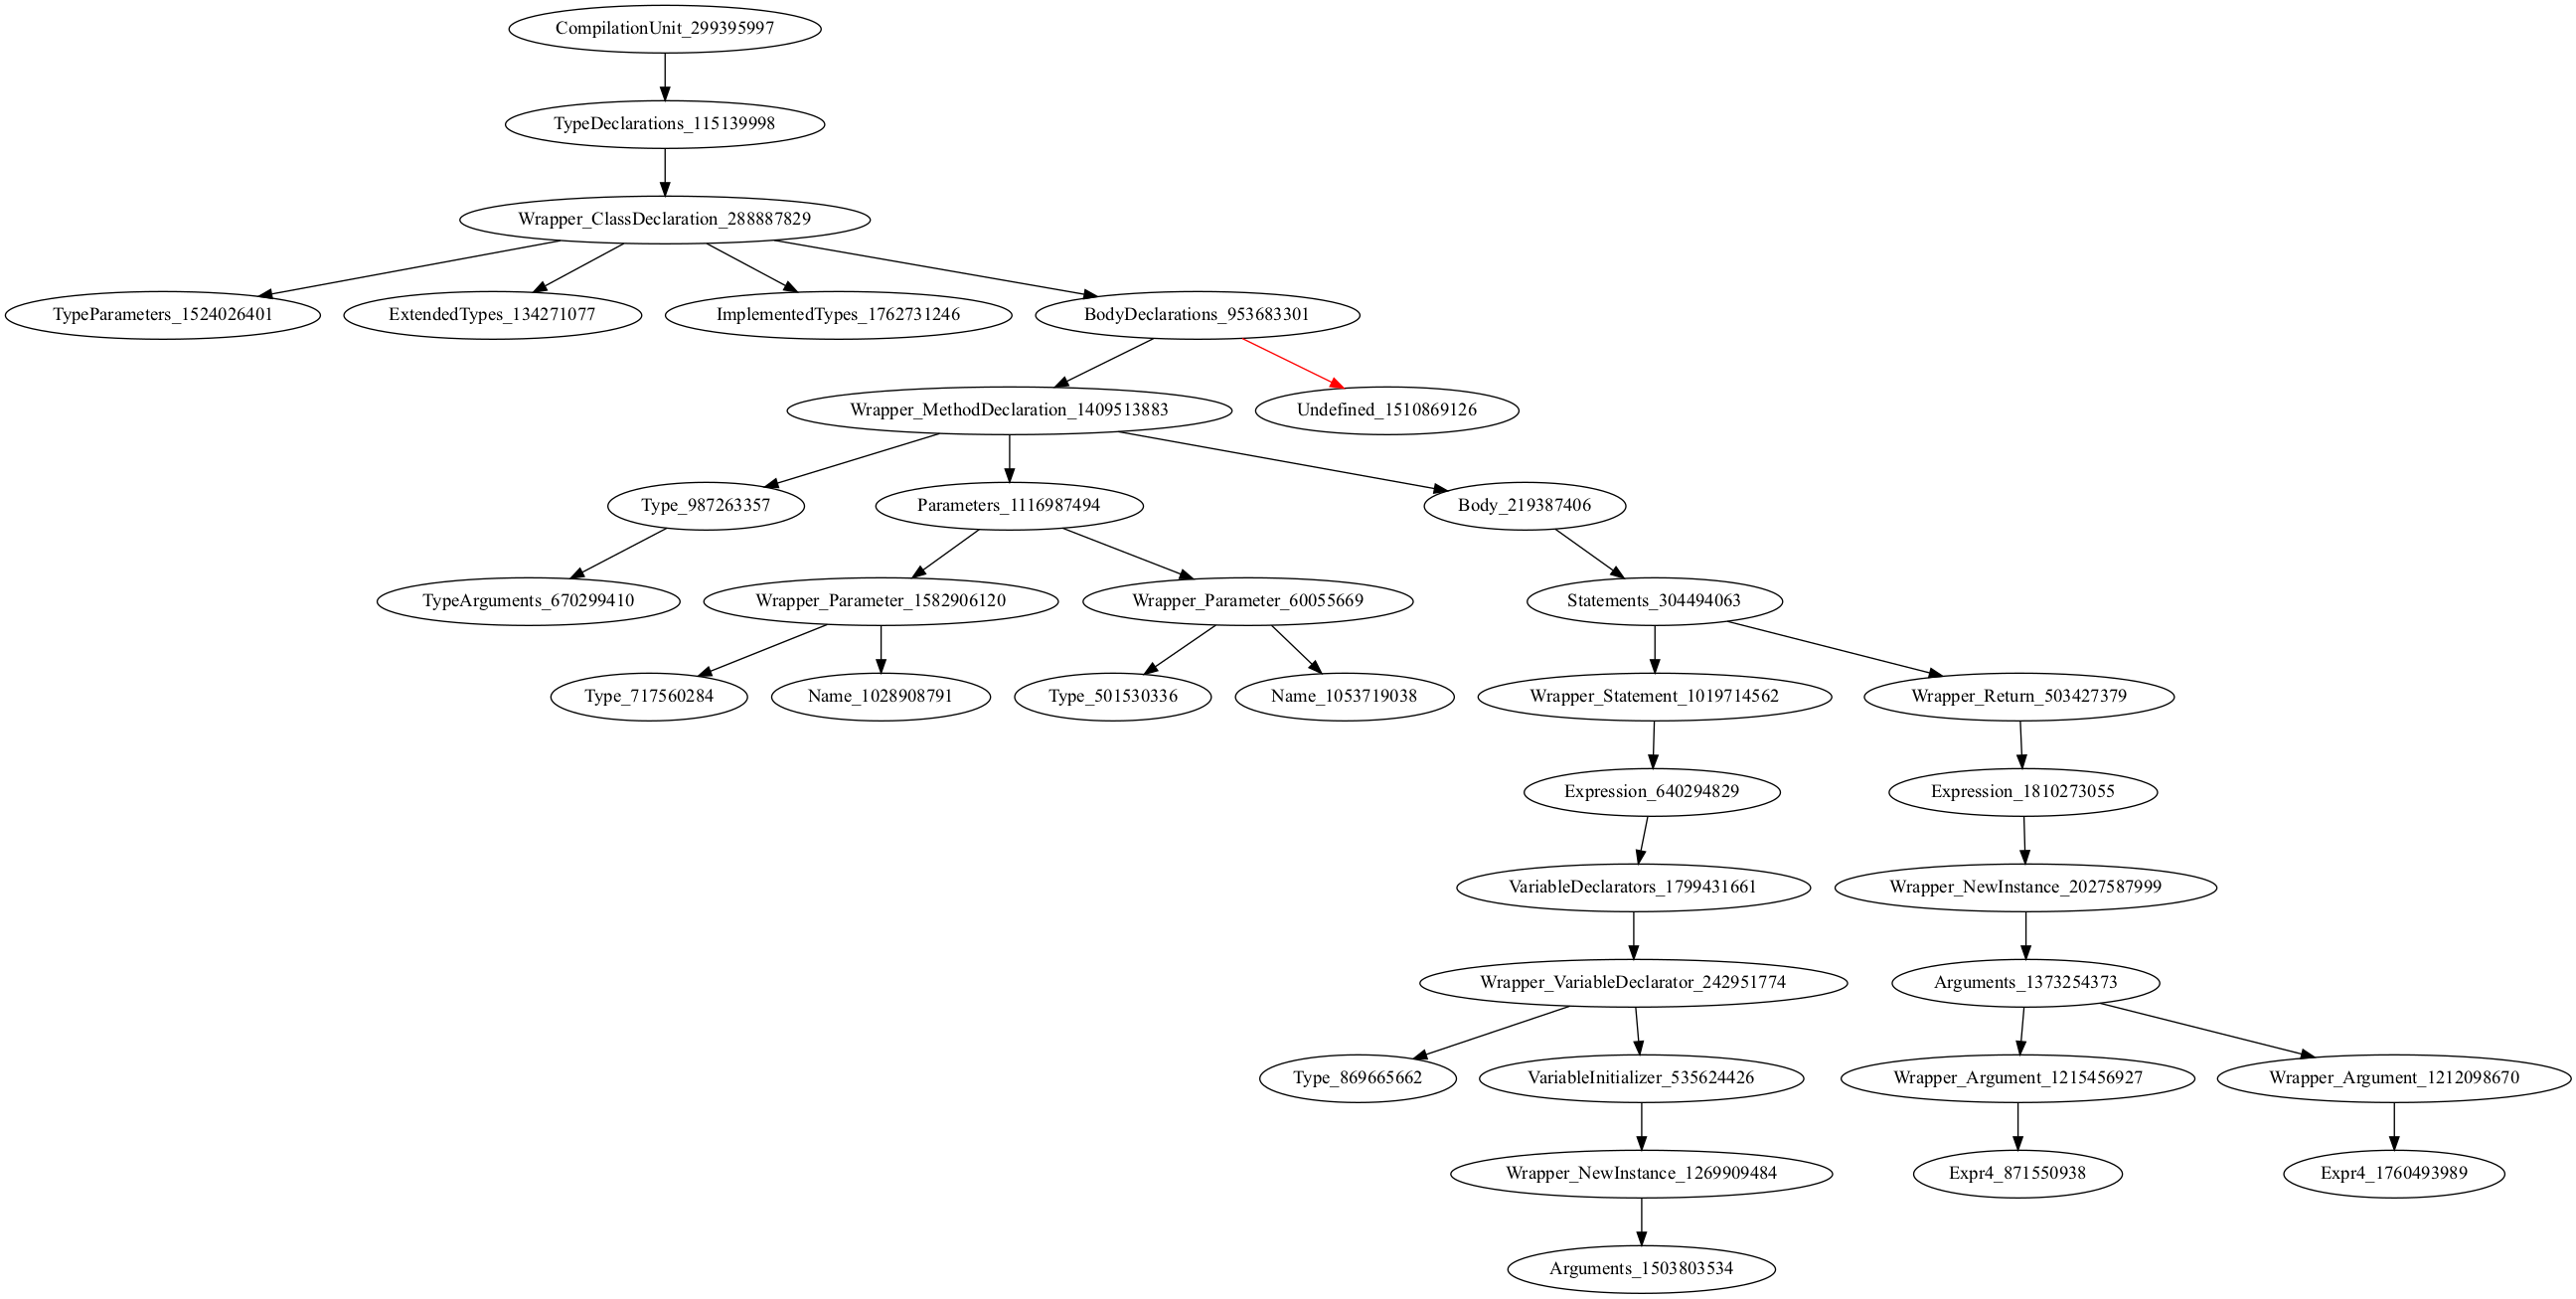 CompilationUnit_299395997
TypeDeclarations_115139998
Wrapper_ClassDeclaration_288887829
TypeParameters_1524026401
ExtendedTypes_134271077
ImplementedTypes_1762731246
BodyDeclarations_953683301
Wrapper_MethodDeclaration_1409513883
Undefined_1510869126
Type_987263357
Parameters_1116987494
Body_219387406
TypeArguments_670299410
Wrapper_Parameter_1582906120
Wrapper_Parameter_60055669
Statements_304494063
Type_717560284
Name_1028908791
Type_501530336
Name_1053719038
Wrapper_Statement_1019714562
Wrapper_Return_503427379
Expression_640294829
Expression_1810273055
VariableDeclarators_1799431661
Wrapper_NewInstance_2027587999
Wrapper_VariableDeclarator_242951774
Arguments_1373254373
Type_869665662
VariableInitializer_535624426
Wrapper_Argument_1215456927
Wrapper_Argument_1212098670
Wrapper_NewInstance_1269909484
Expr4_871550938
Expr4_1760493989
Arguments_1503803534